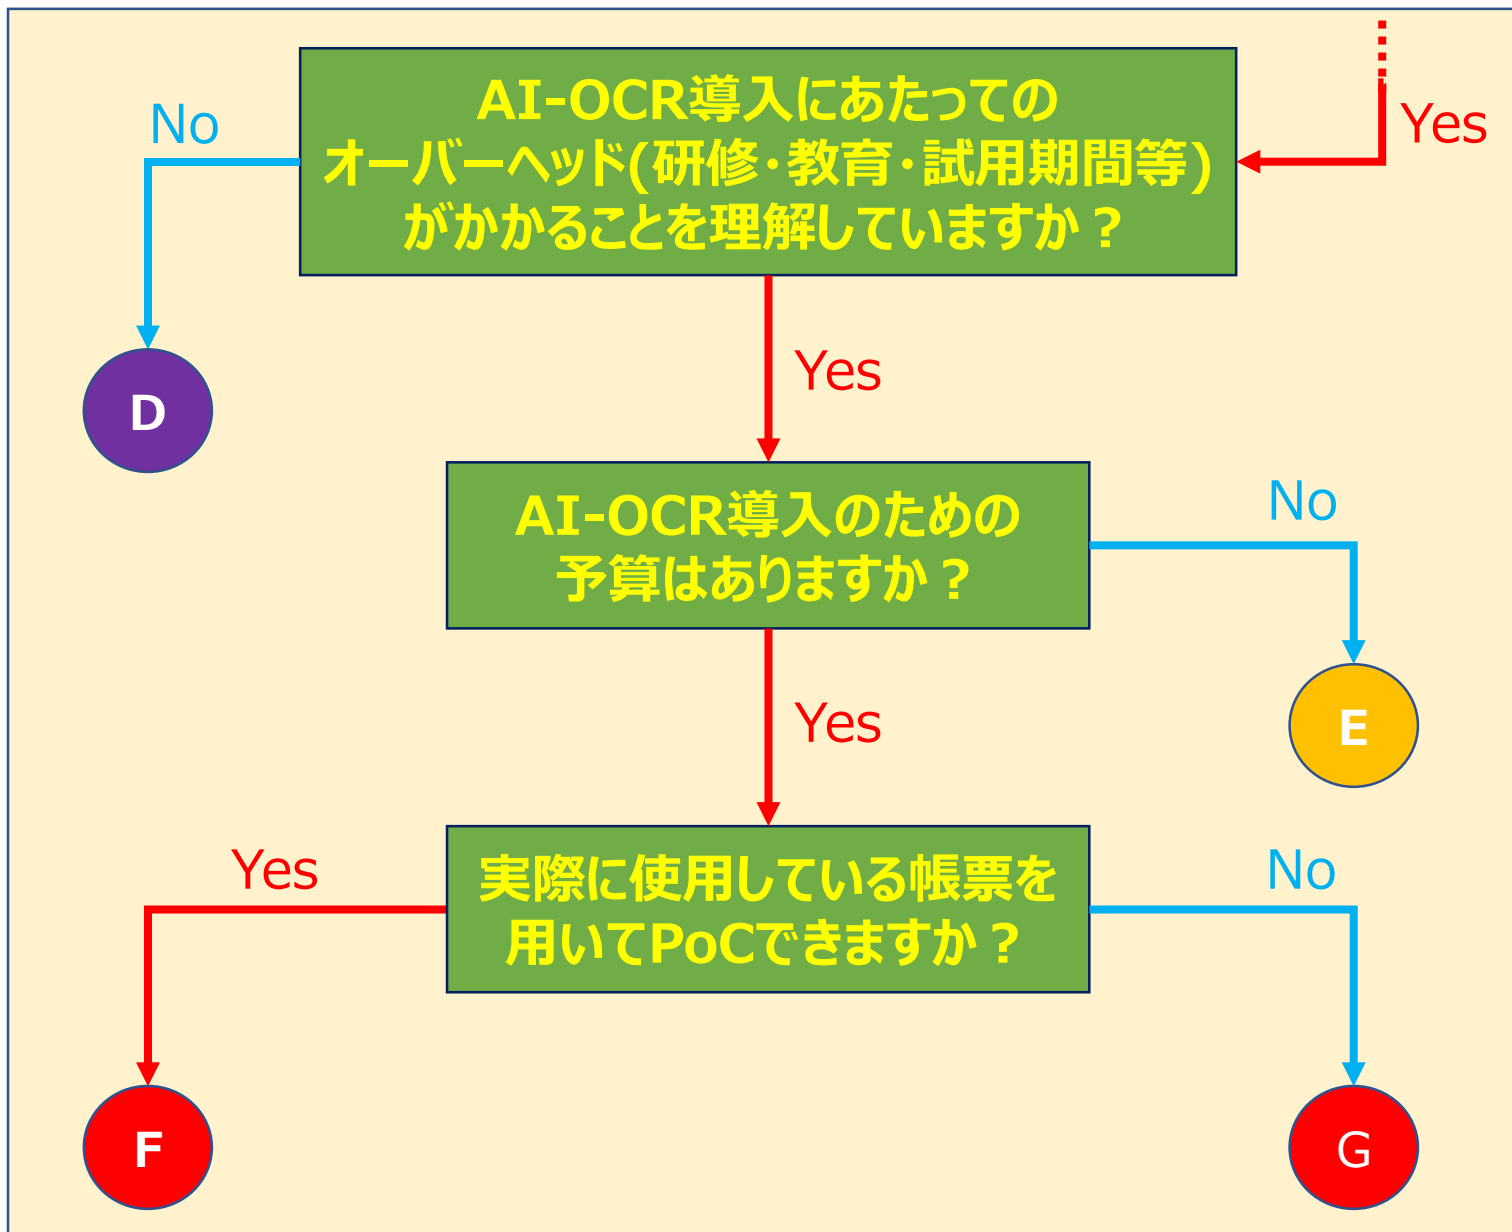 Yes
AI-OCR導入にあたっての
オーバーヘッド(研修・教育・試用期間等)
がかかることを理解していますか？
No
D
Yes
AI-OCR導入のための
予算はありますか？
No
E
Yes
実際に使用している帳票を
用いてPoCできますか？
Yes
No
F
G